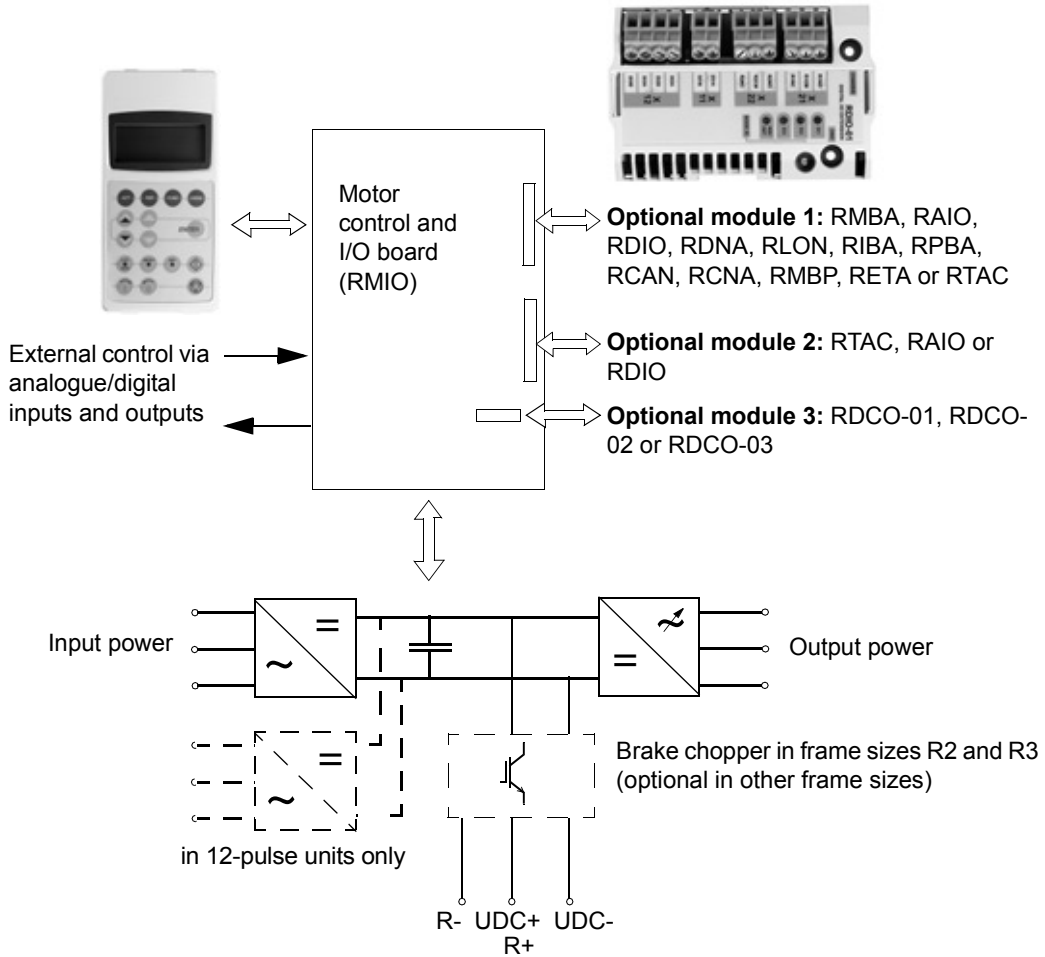 Motor
control and
I/O board
(RMIO)
RDIO-01
Optional module 1: RMBA, RAIO,
RDIO, RDNA, RLON, RIBA, RPBA,
RCAN, RCNA, RMBP, RETA or RTAC
Optional module 2: RTAC, RAIO or
RDIO
Optional module 3: RDCO-01, RDCO-
02 or RDCO-03
External control via
analogue/digital
inputs and outputs
Input power
Output power
Brake chopper in frame sizes R2 and R3
(optional in other frame sizes)
in 12-pulse units only
R- UDC+ UDC-
R+